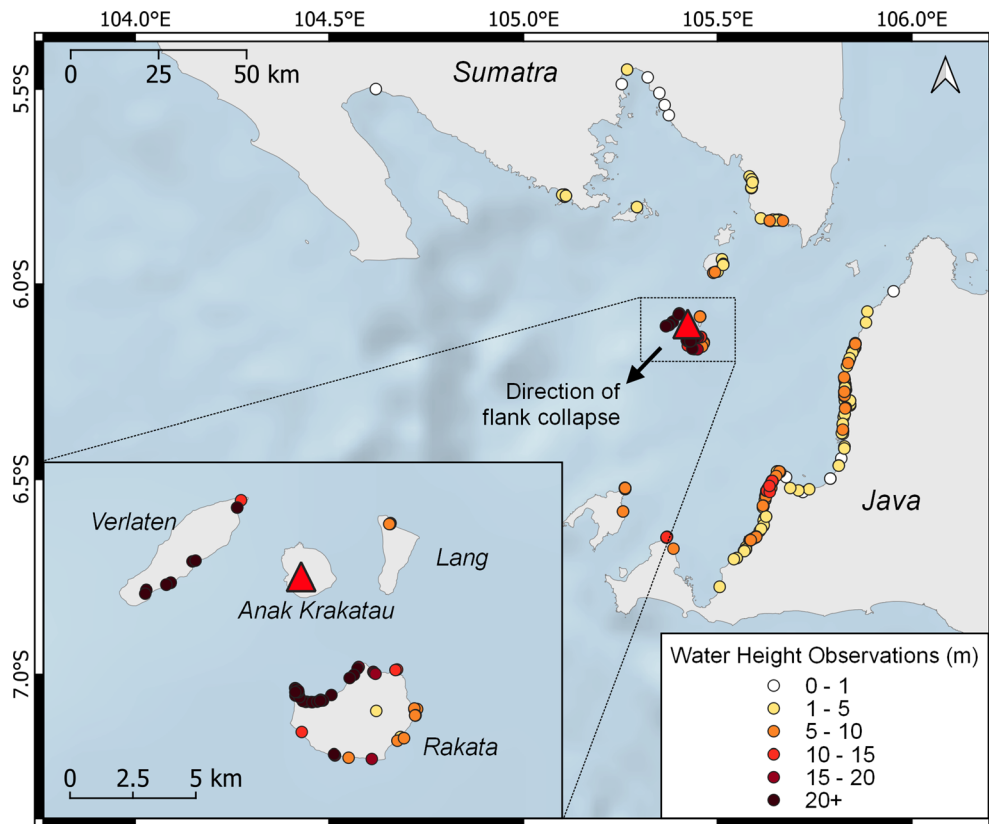 104.0°E 104.5°E 105.0°E 105.5°E 106.0°E
0 25 50 km
Sumatra
5.5°S
6.0°S
Direction of
flank collapse
6.5°S
Java
Verlaten
Lang
Anak Krakatau
7.0°S
Rakata
0 2.5 5 km
Water Height Observations (m)
0 - 1
1 - 5
5 - 10
10 - 15
15 - 20
20+